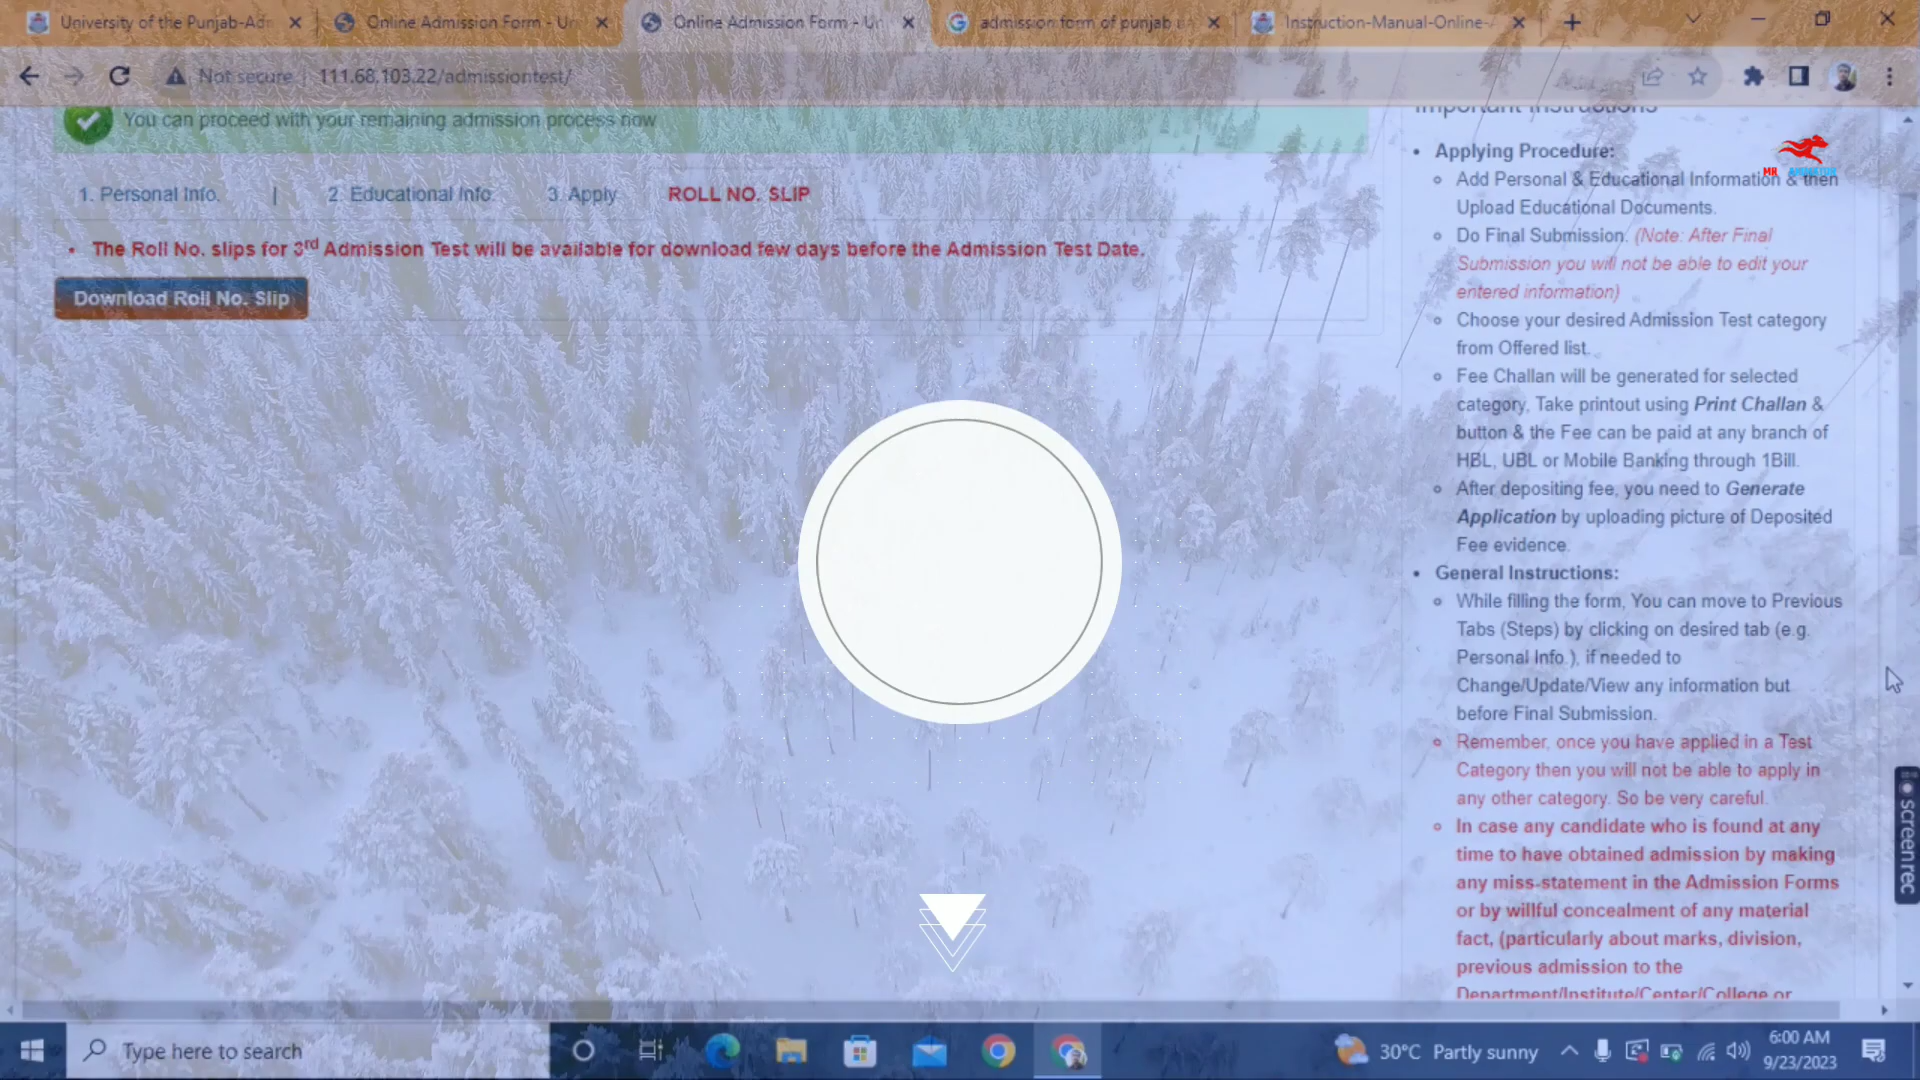 University of the Punjab-Adm
Online Admission Form - Un
Online Admission Form - Un
admission form of punjab
Instruction-Manual-Online-A
Not secure | 111.68.103.22/admissiontest/
You can proceed with your remaining admission process now
1. Personal Info. | 2. Educational Info. 3. Apply ROLL NO. SLIP
The Roll No. slips for 3rd Admission Test will be available for download few days before the Admission Test Date.
Download Roll No. Slip
Important Instructions
MR
Applying Procedure:
Add Personal & Educational Information & then
Upload Educational Documents.
Do Final Submission. (Note: After Final
Submission you will not be able to edit your
entered information)
Choose your desired Admission Test category
from Offered list.
Fee Challan will be generated for selected
category, Take printout using Print Challan &
button & the Fee can be paid at any branch of
HBL, UBL or Mobile Banking through 1Bill.
After depositing fee, you need to Generate
Application by uploading picture of Deposited
Fee evidence.
General Instructions:
While filling the form, You can move to Previous
Tabs (Steps) by clicking on desired tab (e.g.
Personal Info.), if needed to
Change/Update/View any information but
before Final Submission.
Remember, once you have applied in a Test
Category then you will not be able to apply in
any other category. So be very careful.
In case any candidate who is found at any
time to have obtained admission by making
any miss-statement in the Admission Forms
or by willful concealment of any material
fact, (particularly about marks, division,
previous admission to the
Department/Institute/Center/College or
screenrec
Type here to search
30°C Partly sunny
6:00 AM
9/23/2023